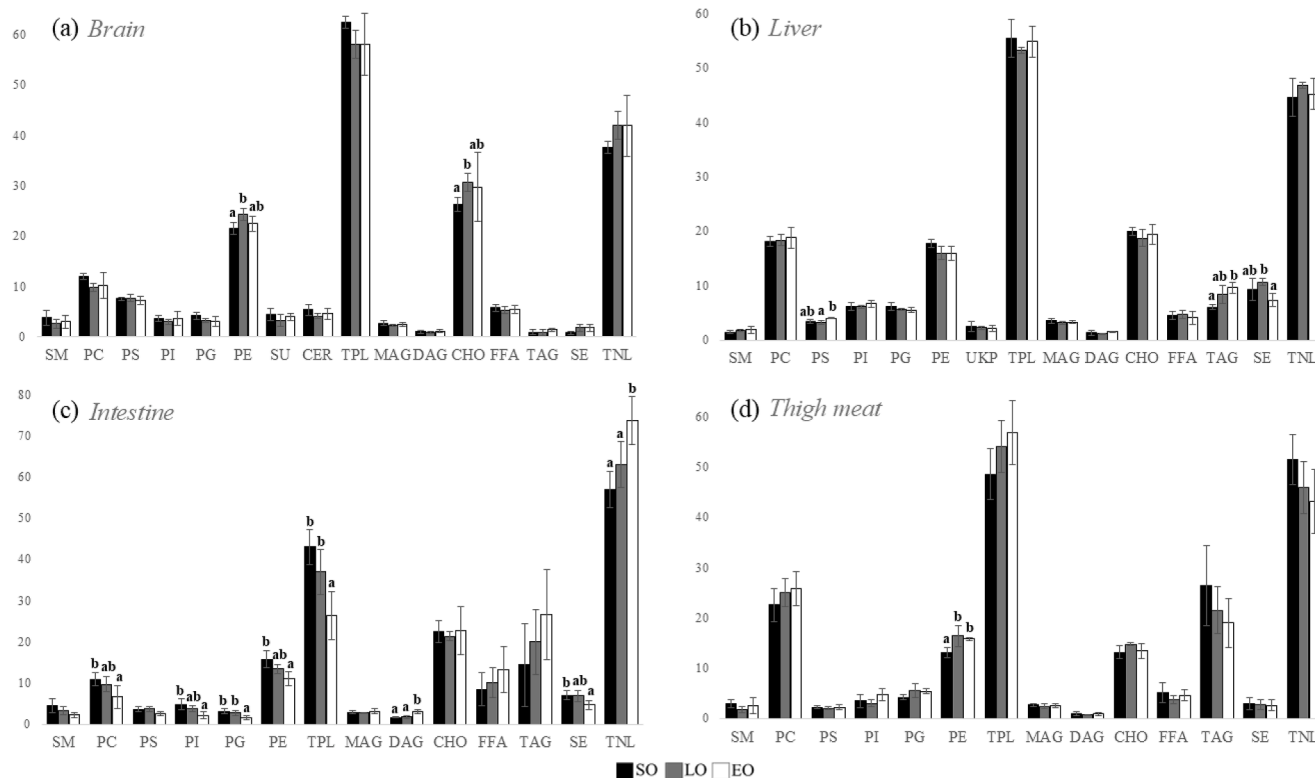 (a) Brain
60
50
40
30
20
10
0
a b ab
a b ab
SM PC PS PI PG PE SU CER TPL MAG DAG CHO FFA TAG SE TNL
(b) Liver
60
50
40
30
20
10
0
ab a b
a ab b
ab b a
SM PC PS PI PG PE UKP TPL MAG DAG CHO FFA TAG SE TNL
(c) Intestine
80
70
60
50
40
30
20
10
0
b ab a
b ab a
b b a
b ab a
b b a
a a b
b ab a
a a b
SM PC PS PI PG PE TPL MAG DAG CHO FFA TAG SE TNL
(d) Thigh meat
60
50
40
30
20
10
0
a b b
SM PC PS PI PG PE TPL MAG DAG CHO FFA TAG SE TNL
SO LO EO